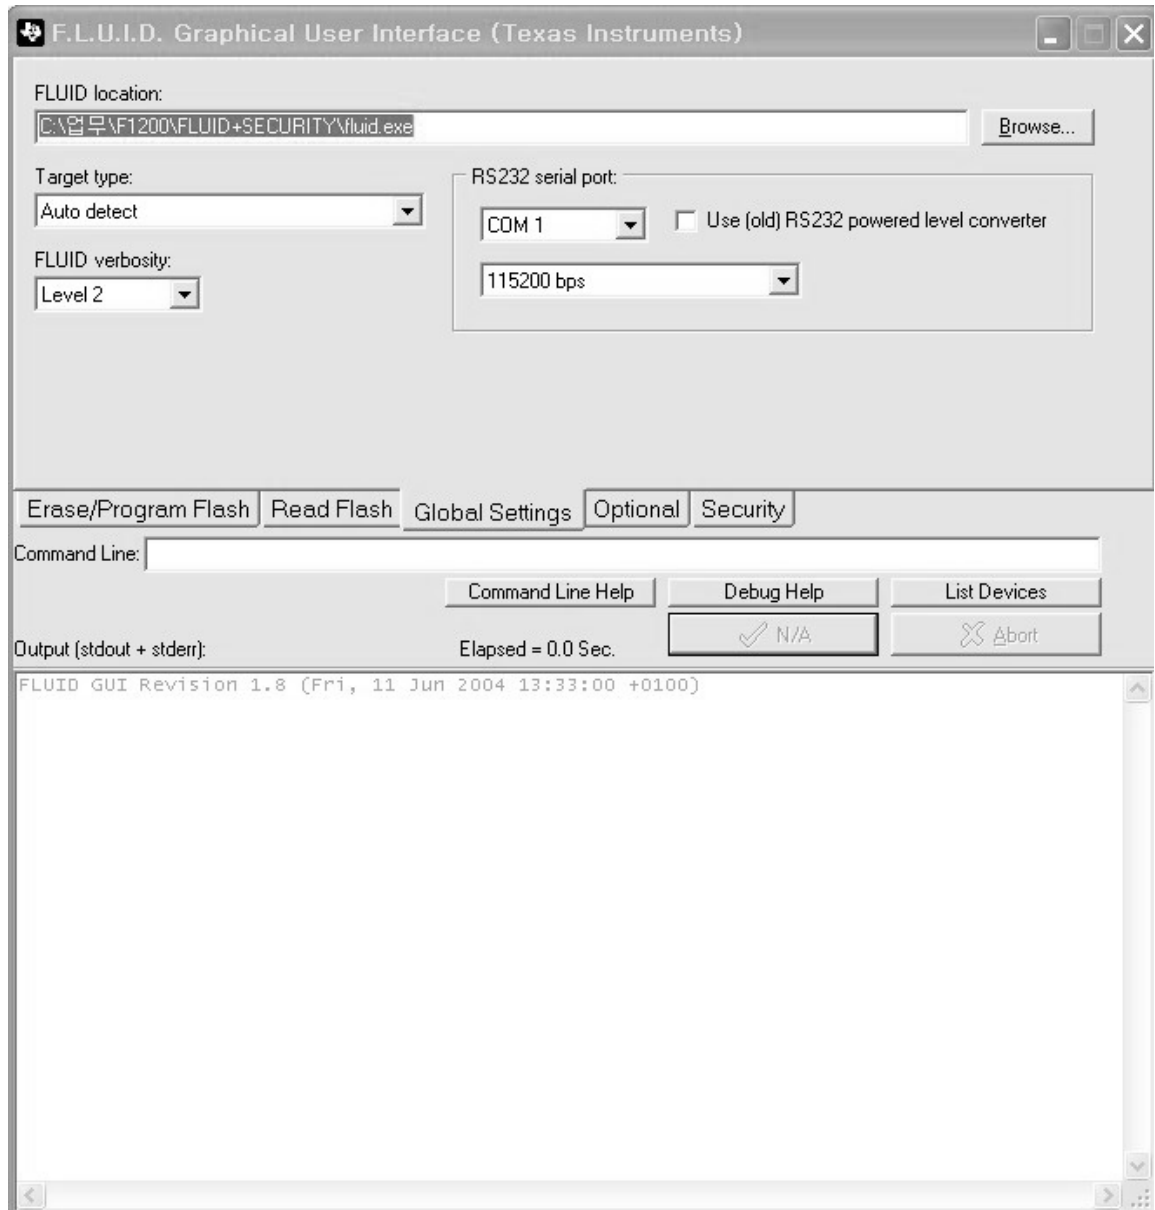 F.L.U.I.D. Graphical User Interface (Texas Instruments)
FLUID location:
C:\업무\F1200\FLUID+SECURITY\fluid.exe
Browse...
Target type:
Auto detect
RS232 serial port:
COM 1
Use (old) RS232 powered level converter
FLUID verbosity:
Level 2
115200 bps
Erase/Program Flash
Read Flash
Global Settings
Optional
Security
Command Line:
Command Line Help
Debug Help
List Devices
N/A
Abort
Output (stdout + stderr):
Elapsed = 0.0 Sec.
FLUID GUI Revision 1.8 (Fri, 11 Jun 2004 13:33:00 +0100)